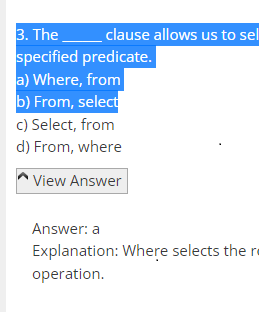 3. The ______ clause allows us to sel
specified predicate.
a) Where, from
b) From, select
c) Select, from
d) From, where
View Answer
Answer: a
Explanation: Where selects the r
operation.